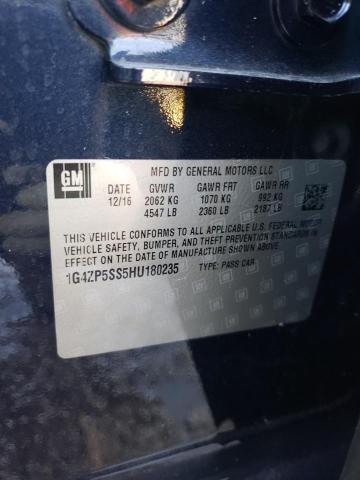 GM
MFD BY GENERAL MOTORS LLC
DATE GVWR GAWR FRT GAWR RR
12/16 2062 KG 1070 KG 992 KG
4547 LB 2360 LB 2187 LB
THIS VEHICLE CONFORMS TO ALL APPLICABLE U.S. FEDERAL MOTOR
VEHICLE SAFETY, BUMPER, AND THEFT PREVENTION STANDARDS IN
EFFECT ON THE DATE OF MANUFACTURE SHOWN ABOVE.
1G4ZP5SS5HU180235 TYPE: PASS CAR